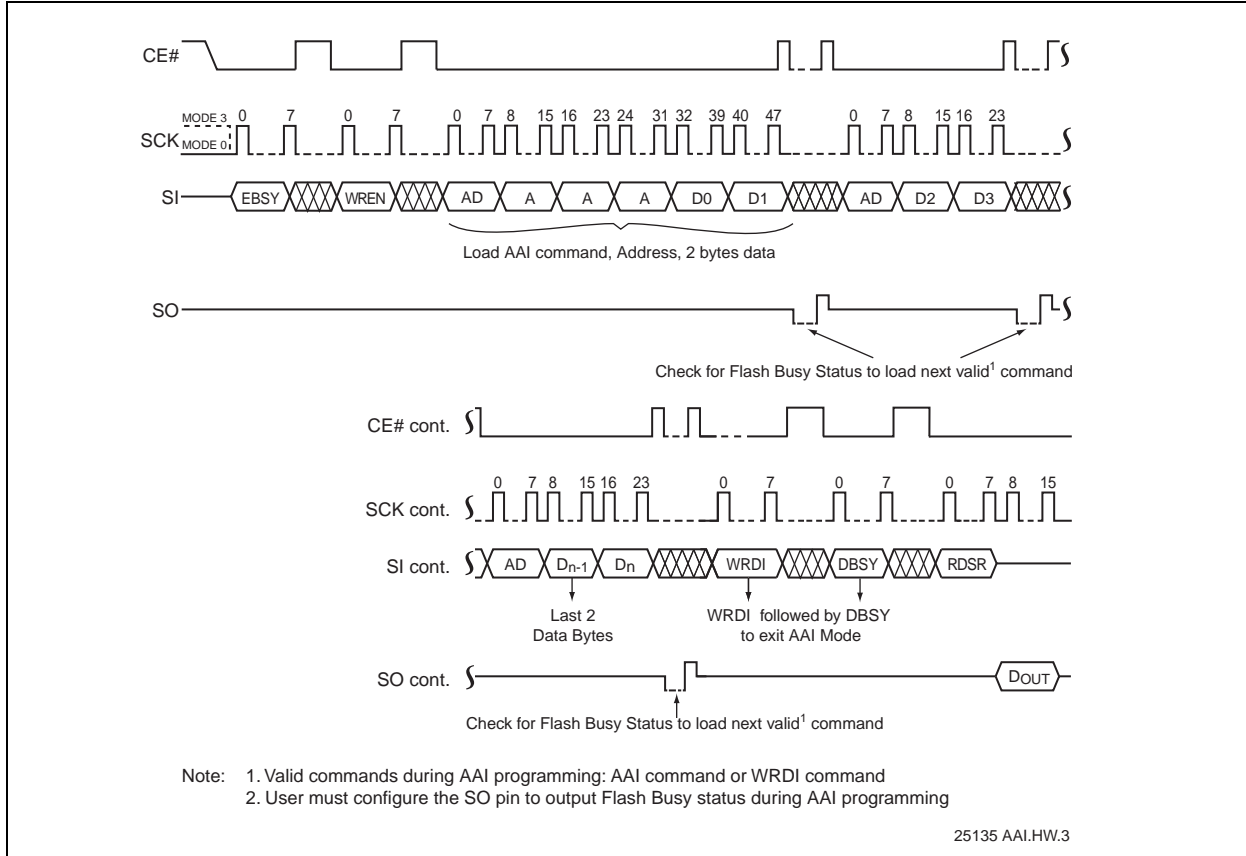 CE#
MODE 3
0 7 0 7 0 7 8 15 16 23 24 31 32 39 40 47 0 7 8 15 16 23
SCK
MODE 0
SI
EBSY WREN AD A A A D0 D1 AD D2 D3
Load AAI command, Address, 2 bytes data
SO
Check for Flash Busy Status to load next valid1 command
CE# cont.
0 7 8 15 16 23 0 7 0 7 0 7 8 15
SCK cont.
SI cont.
AD Dn-1 Dn WRDI DBSY RDSR
Last 2
Data Bytes
WRDI followed by DBSY
to exit AAI Mode
SO cont.
DOUT
Check for Flash Busy Status to load next valid1 command
Note: 1. Valid commands during AAI programming: AAI command or WRDI command
2. User must configure the SO pin to output Flash Busy status during AAI programming
25135 AAI.HW.3